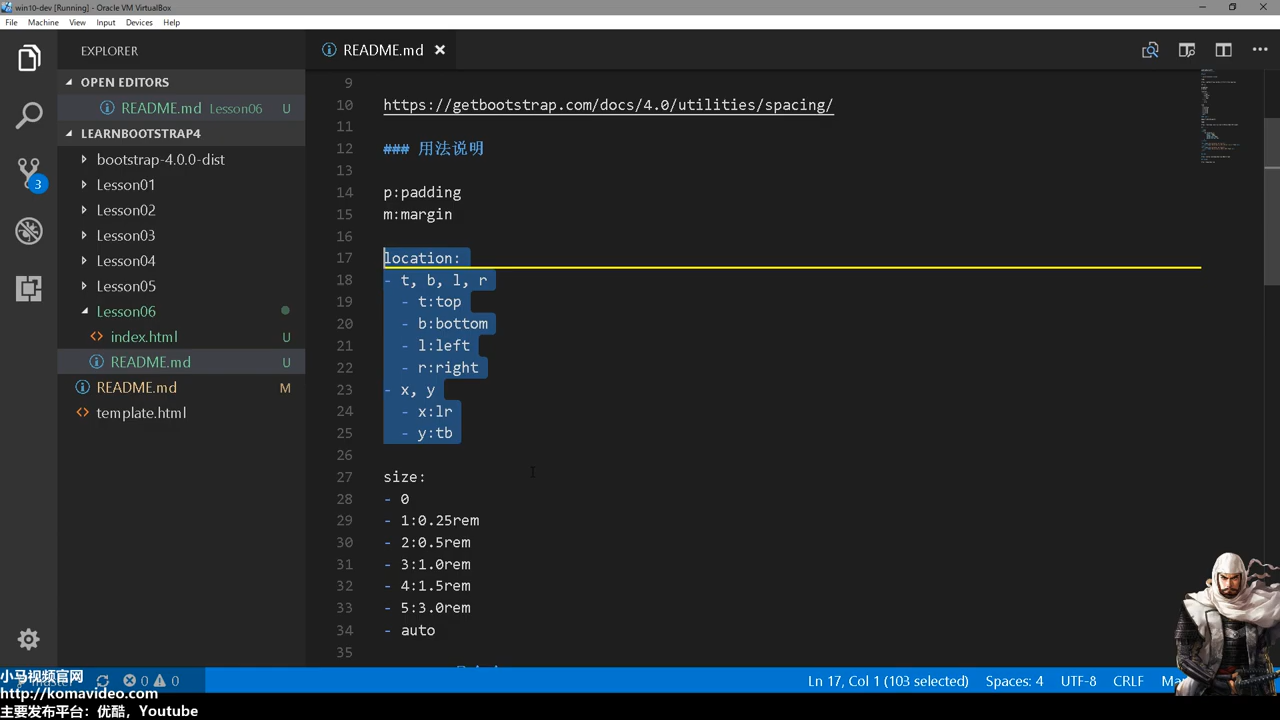 win10-dev [Running] - Oracle VM VirtualBox
File Machine View Input Devices Help
EXPLORER
OPEN EDITORS
README.md Lesson06 U
LEARNBOOTSTRAP4
bootstrap-4.0.0-dist
Lesson01
Lesson02
Lesson03
Lesson04
Lesson05
Lesson06
index.html U
README.md U
README.md M
template.html
3
README.md
9
10 https://getbootstrap.com/docs/4.0/utilities/spacing/
11
12 ### 用法说明
13
14 p:padding
15 m:margin
16
17 location:
18 - t, b, l, r
19 - t:top
20 - b:bottom
21 - l:left
22 - r:right
23 - x, y
24 - x:lr
25 - y:tb
26
27 size:
28 - 0
29 - 1:0.25rem
30 - 2:0.5rem
31 - 3:1.0rem
32 - 4:1.5rem
33 - 5:3.0rem
34 - auto
35
0 0 Ln 17, Col 1 (103 selected) Spaces: 4 UTF-8 CRLF
小马视频官网
http://komavideo.com
主要发布平台：优酷，Youtube